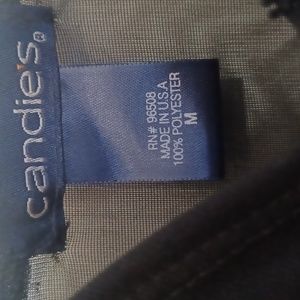 candie's®
RN# 96508
MADE IN U.S.A
100% POLYESTER
M